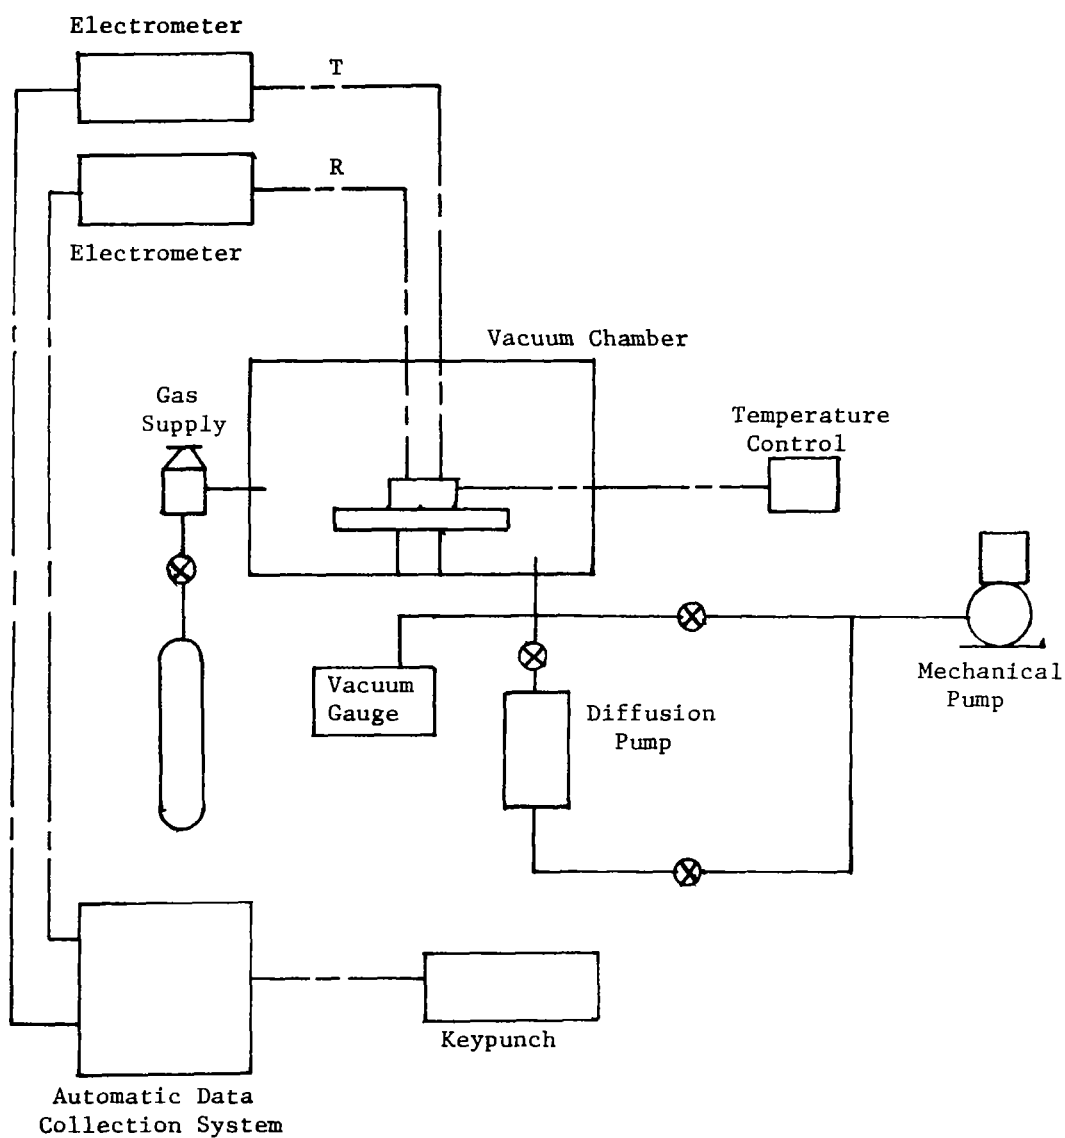 Electrometer
T
R
Electrometer
Vacuum Chamber
Gas
Supply
Temperature
Control
Mechanical
Pump
Vacuum
Gauge
Diffusion
Pump
Keypunch
Automatic Data
Collection System